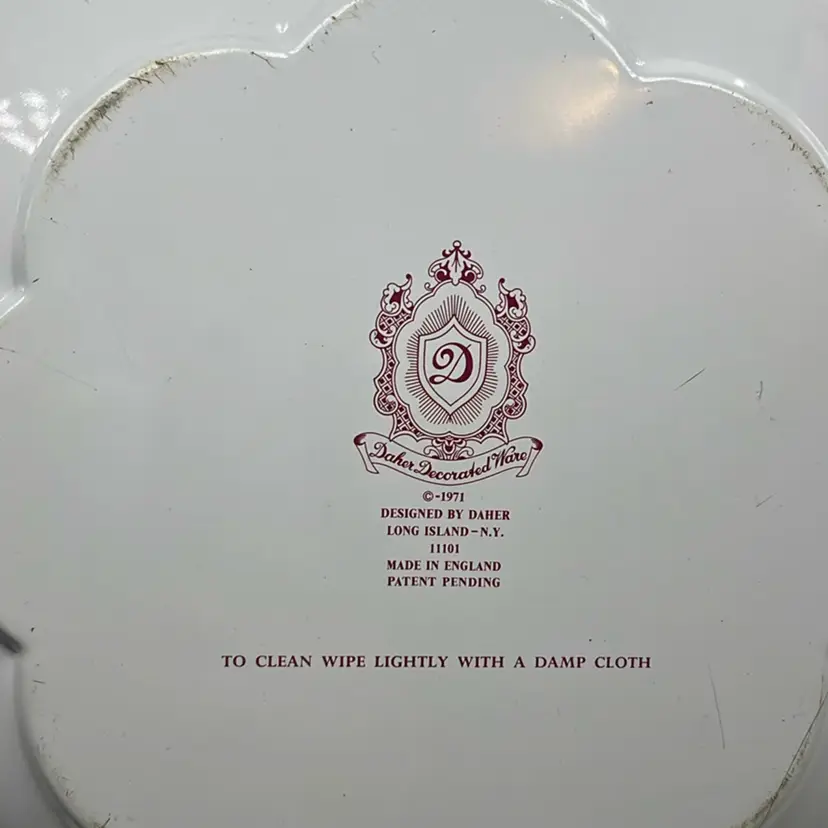 D
Daher Decorated Ware
©-1971
DESIGNED BY DAHER
LONG ISLAND-N.Y.
11101
MADE IN ENGLAND
PATENT PENDING
TO CLEAN WIPE LIGHTLY WITH A DAMP CLOTH